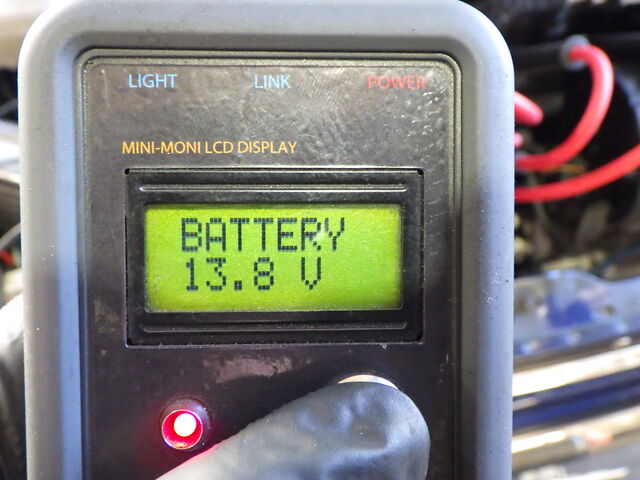 LIGHT LINK POWER
MINI-MONI LCD DISPLAY
BATTERY
13.8 V